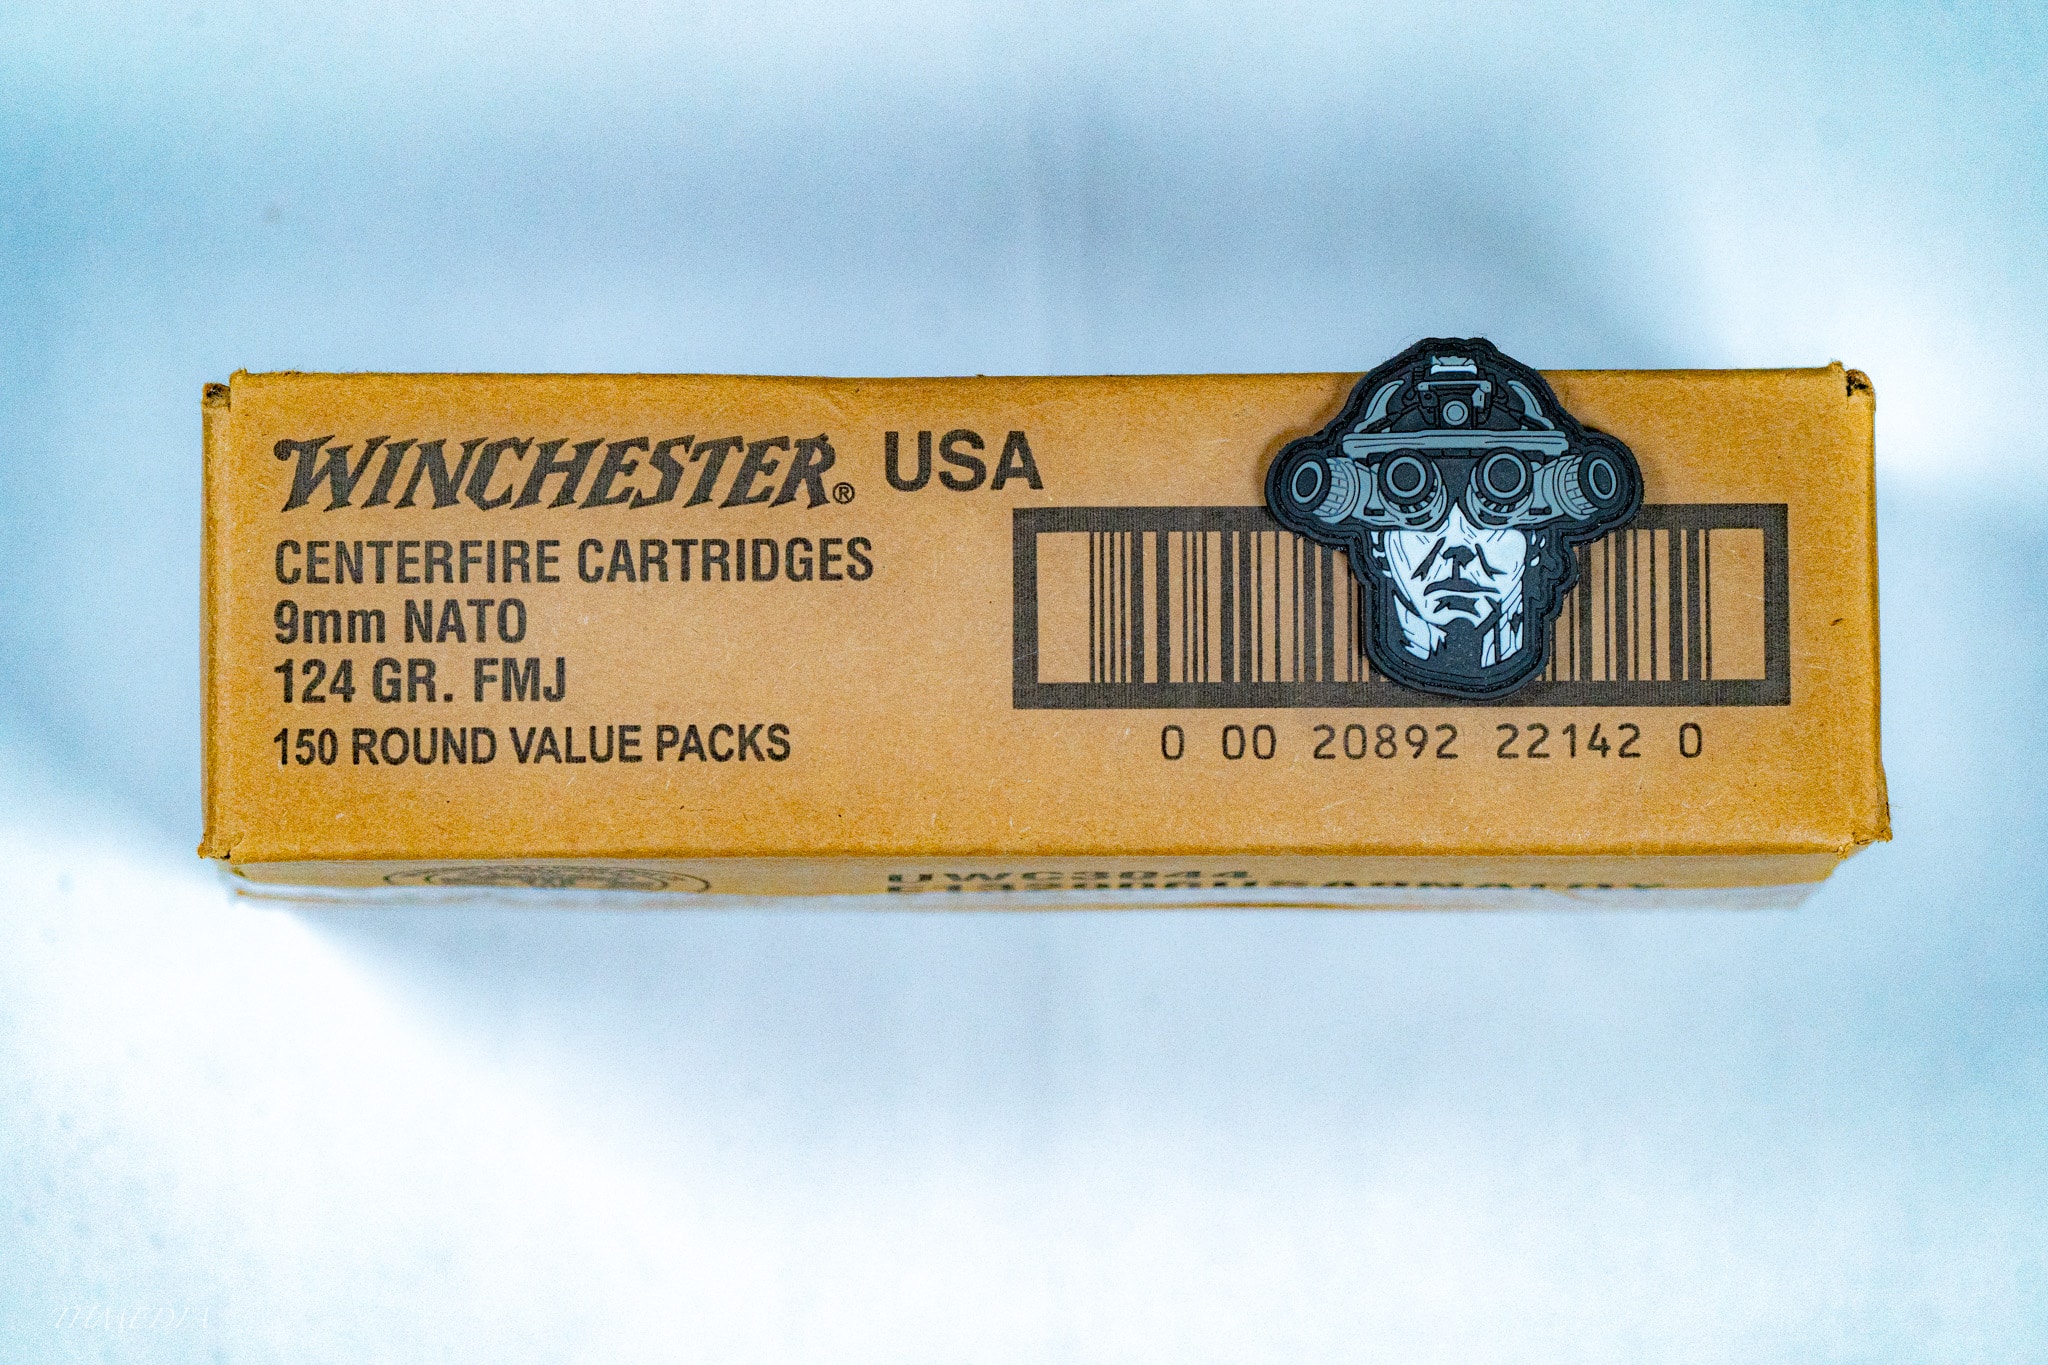 WINCHESTER® USA
CENTERFIRE CARTRIDGES
9mm NATO
124 GR. FMJ
150 ROUND VALUE PACKS
0 00 20892 22142 0